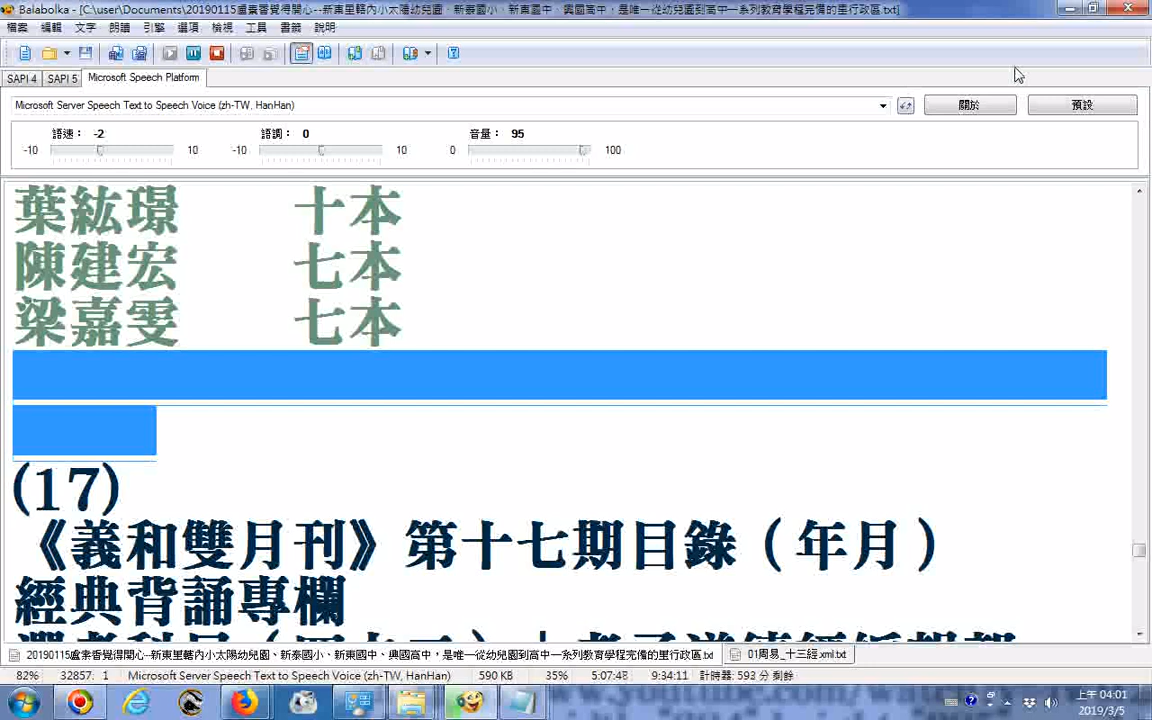 Balabolka - [C:\user\Documents\20190115盧素香覺得開心--新東里轄內小太陽幼兒園、新泰國小、新東國中、興國高中，是唯一從幼兒園到高中一系列教育學程完備的里行政區.txt]
檔案 編輯 文字 朗讀 引擎 選項 檢視 工具 書籤 說明
SAPI 4 SAPI 5 Microsoft Speech Platform
Microsoft Server Speech Text to Speech Voice (zh-TW, HanHan) 關於 預設
語速： -2 語調： 0 音量： 95
-10 10 -10 10 0 100
葉紘璟 十本
陳建宏 七本
梁嘉雯 七本
(17)
《義和雙月刊》第十七期目錄（年月）
經典背誦專欄
20190115盧素香覺得開心--新東里轄內小太陽幼兒園、新泰國小、新東國中、興國高中，是唯一從幼兒園到高中一系列教育學程完備的里行政區.txt 01周易_十三經.xml.txt
82% 32857: 1 Microsoft Server Speech Text to Speech Voice (zh-TW, HanHan) 590 KB 35% 5:07:48 9:34:11 計時器: 593 分 剩餘
上午 04:01
2019/3/5